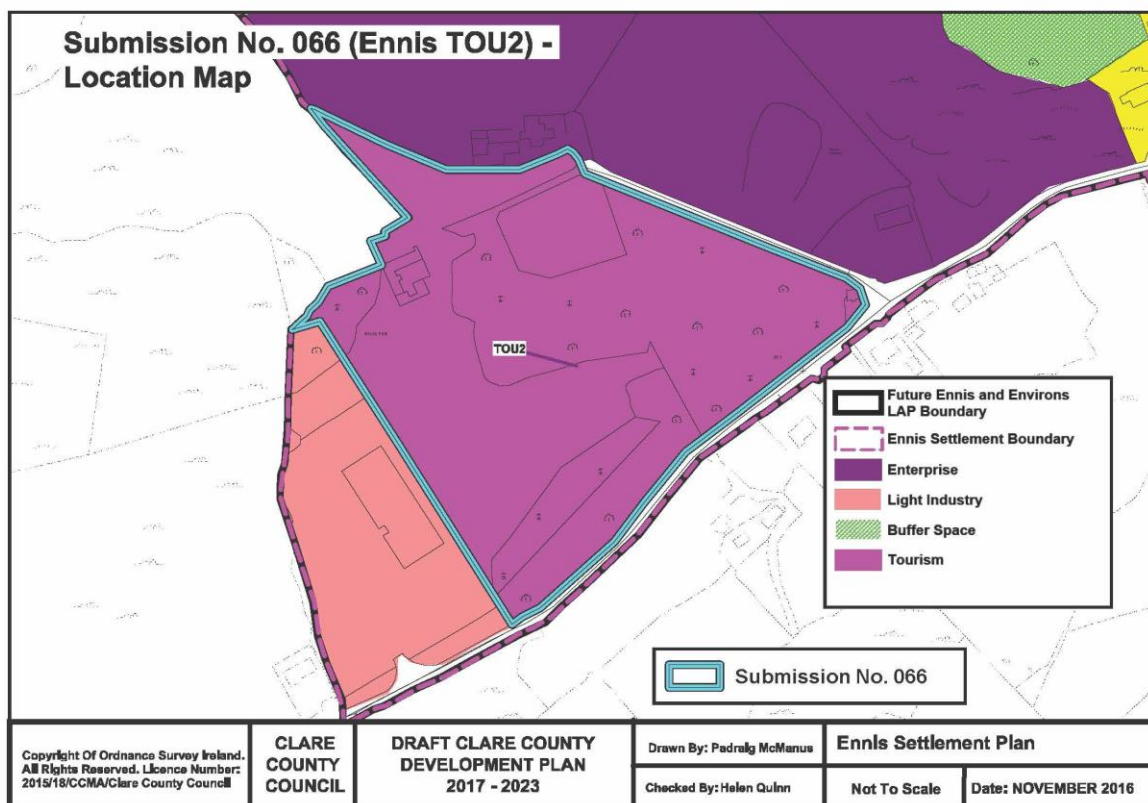 Submission No. 066 (Ennis TOU2) -
Location Map
TOU2
Future Ennis and Environs
LAP Boundary
Ennis Settlement Boundary
Enterprise
Light Industry
Buffer Space
Tourism
Submission No. 066
Copyright Of Ordnance Survey Ireland.
All Rights Reserved. Licence Number:
2015/18/CCMA/Clare County Council
CLARE
COUNTY
COUNCIL
DRAFT CLARE COUNTY
DEVELOPMENT PLAN
2017 - 2023
Drawn By: Padraig McManus
Checked By: Helen Quinn
Ennis Settlement Plan
Not To Scale
Date: NOVEMBER 2016